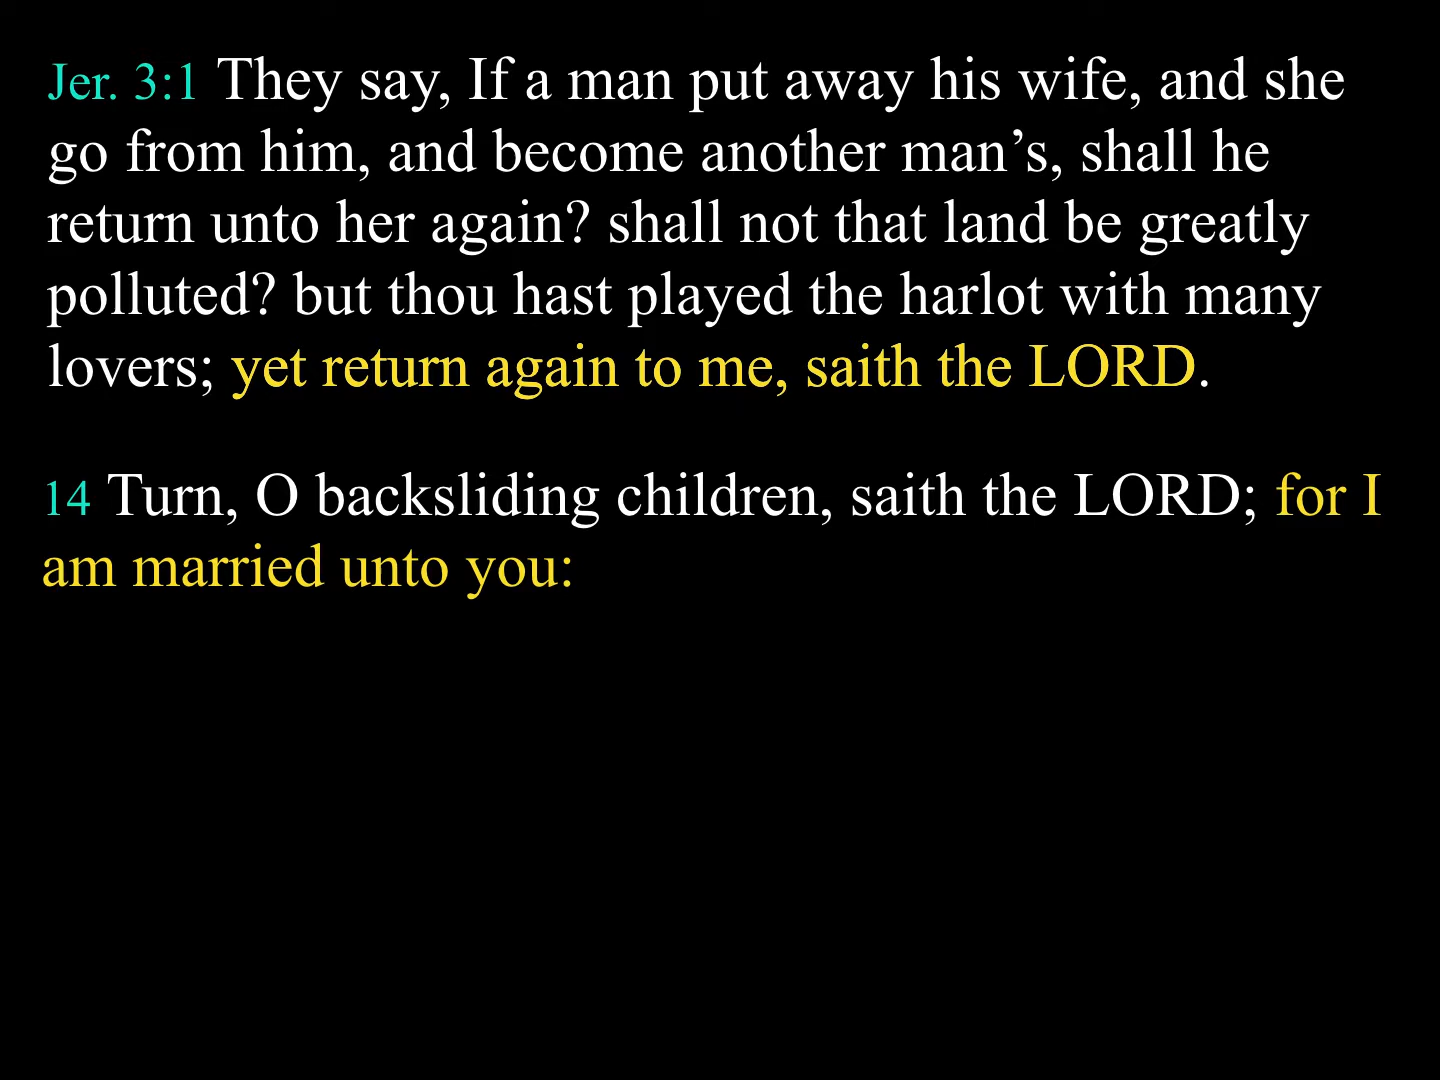 Jer. 3:1 They say, If a man put away his wife, and she
go from him, and become another man’s, shall he
return unto her again? shall not that land be greatly
polluted? but thou hast played the harlot with many
lovers; yet return again to me, saith the LORD.
14 Turn, O backsliding children, saith the LORD; for I
am married unto you: